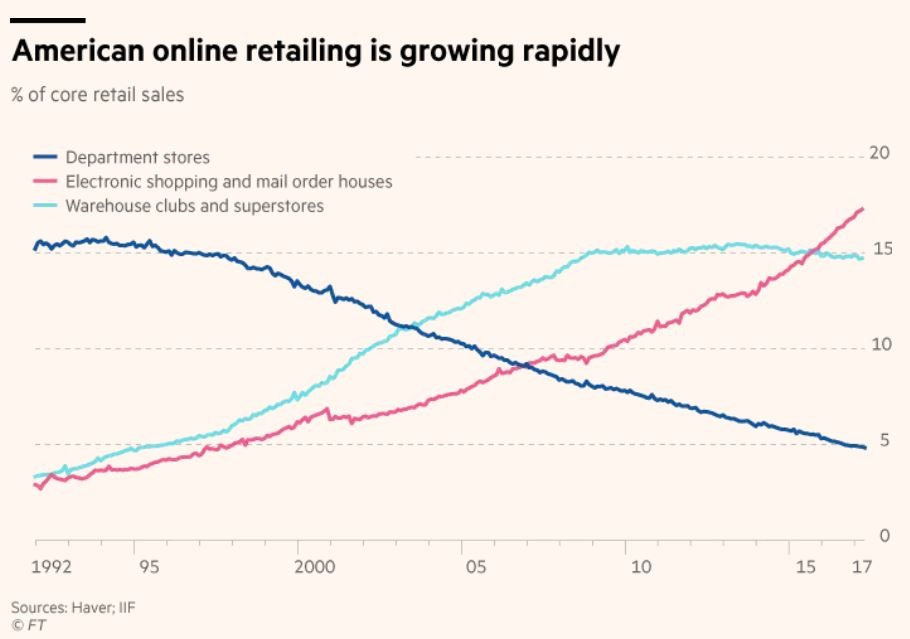 American online retailing is growing rapidly
% of core retail sales
Department stores
Electronic shopping and mail order houses
Warehouse clubs and superstores
20
15
10
5
0
1992 95 2000 05 10 15 17
Sources: Haver; IIF
© FT